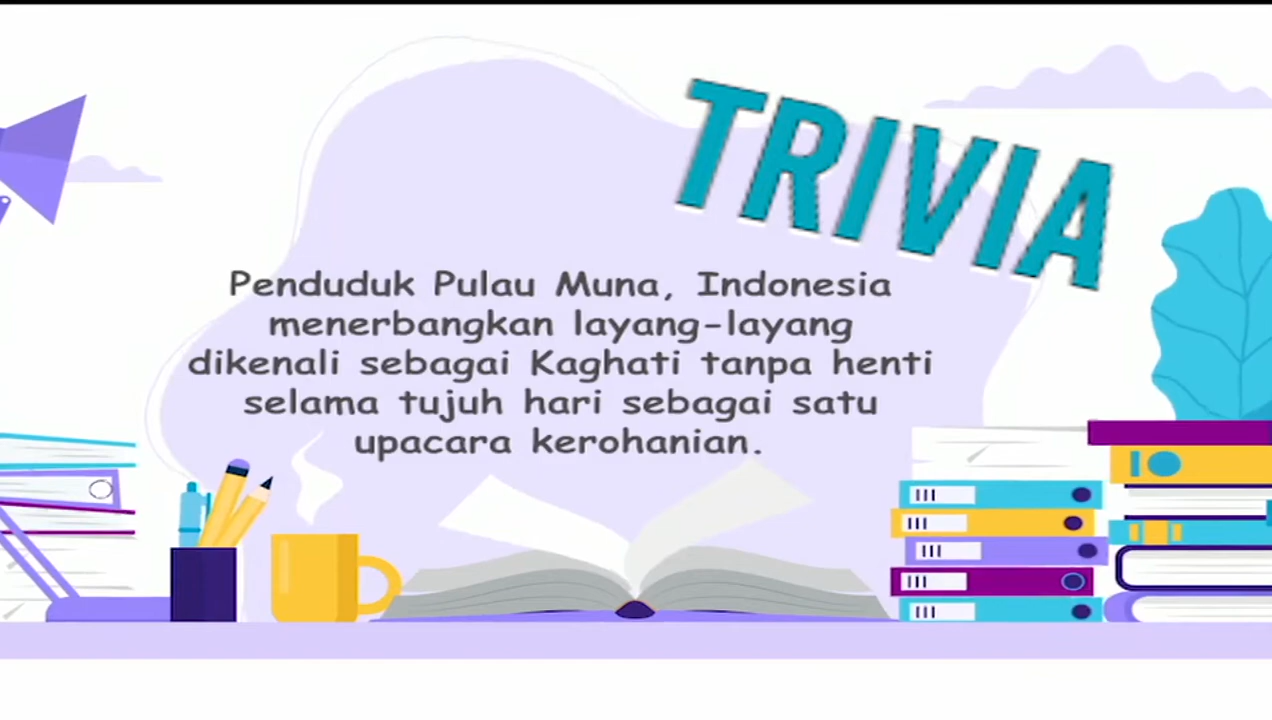 TRIVIA
Penduduk Pulau Muna, Indonesia
menerbangkan layang-layang
dikenali sebagai Kaghati tanpa henti
selama tujuh hari sebagai satu
upacara kerohanian.